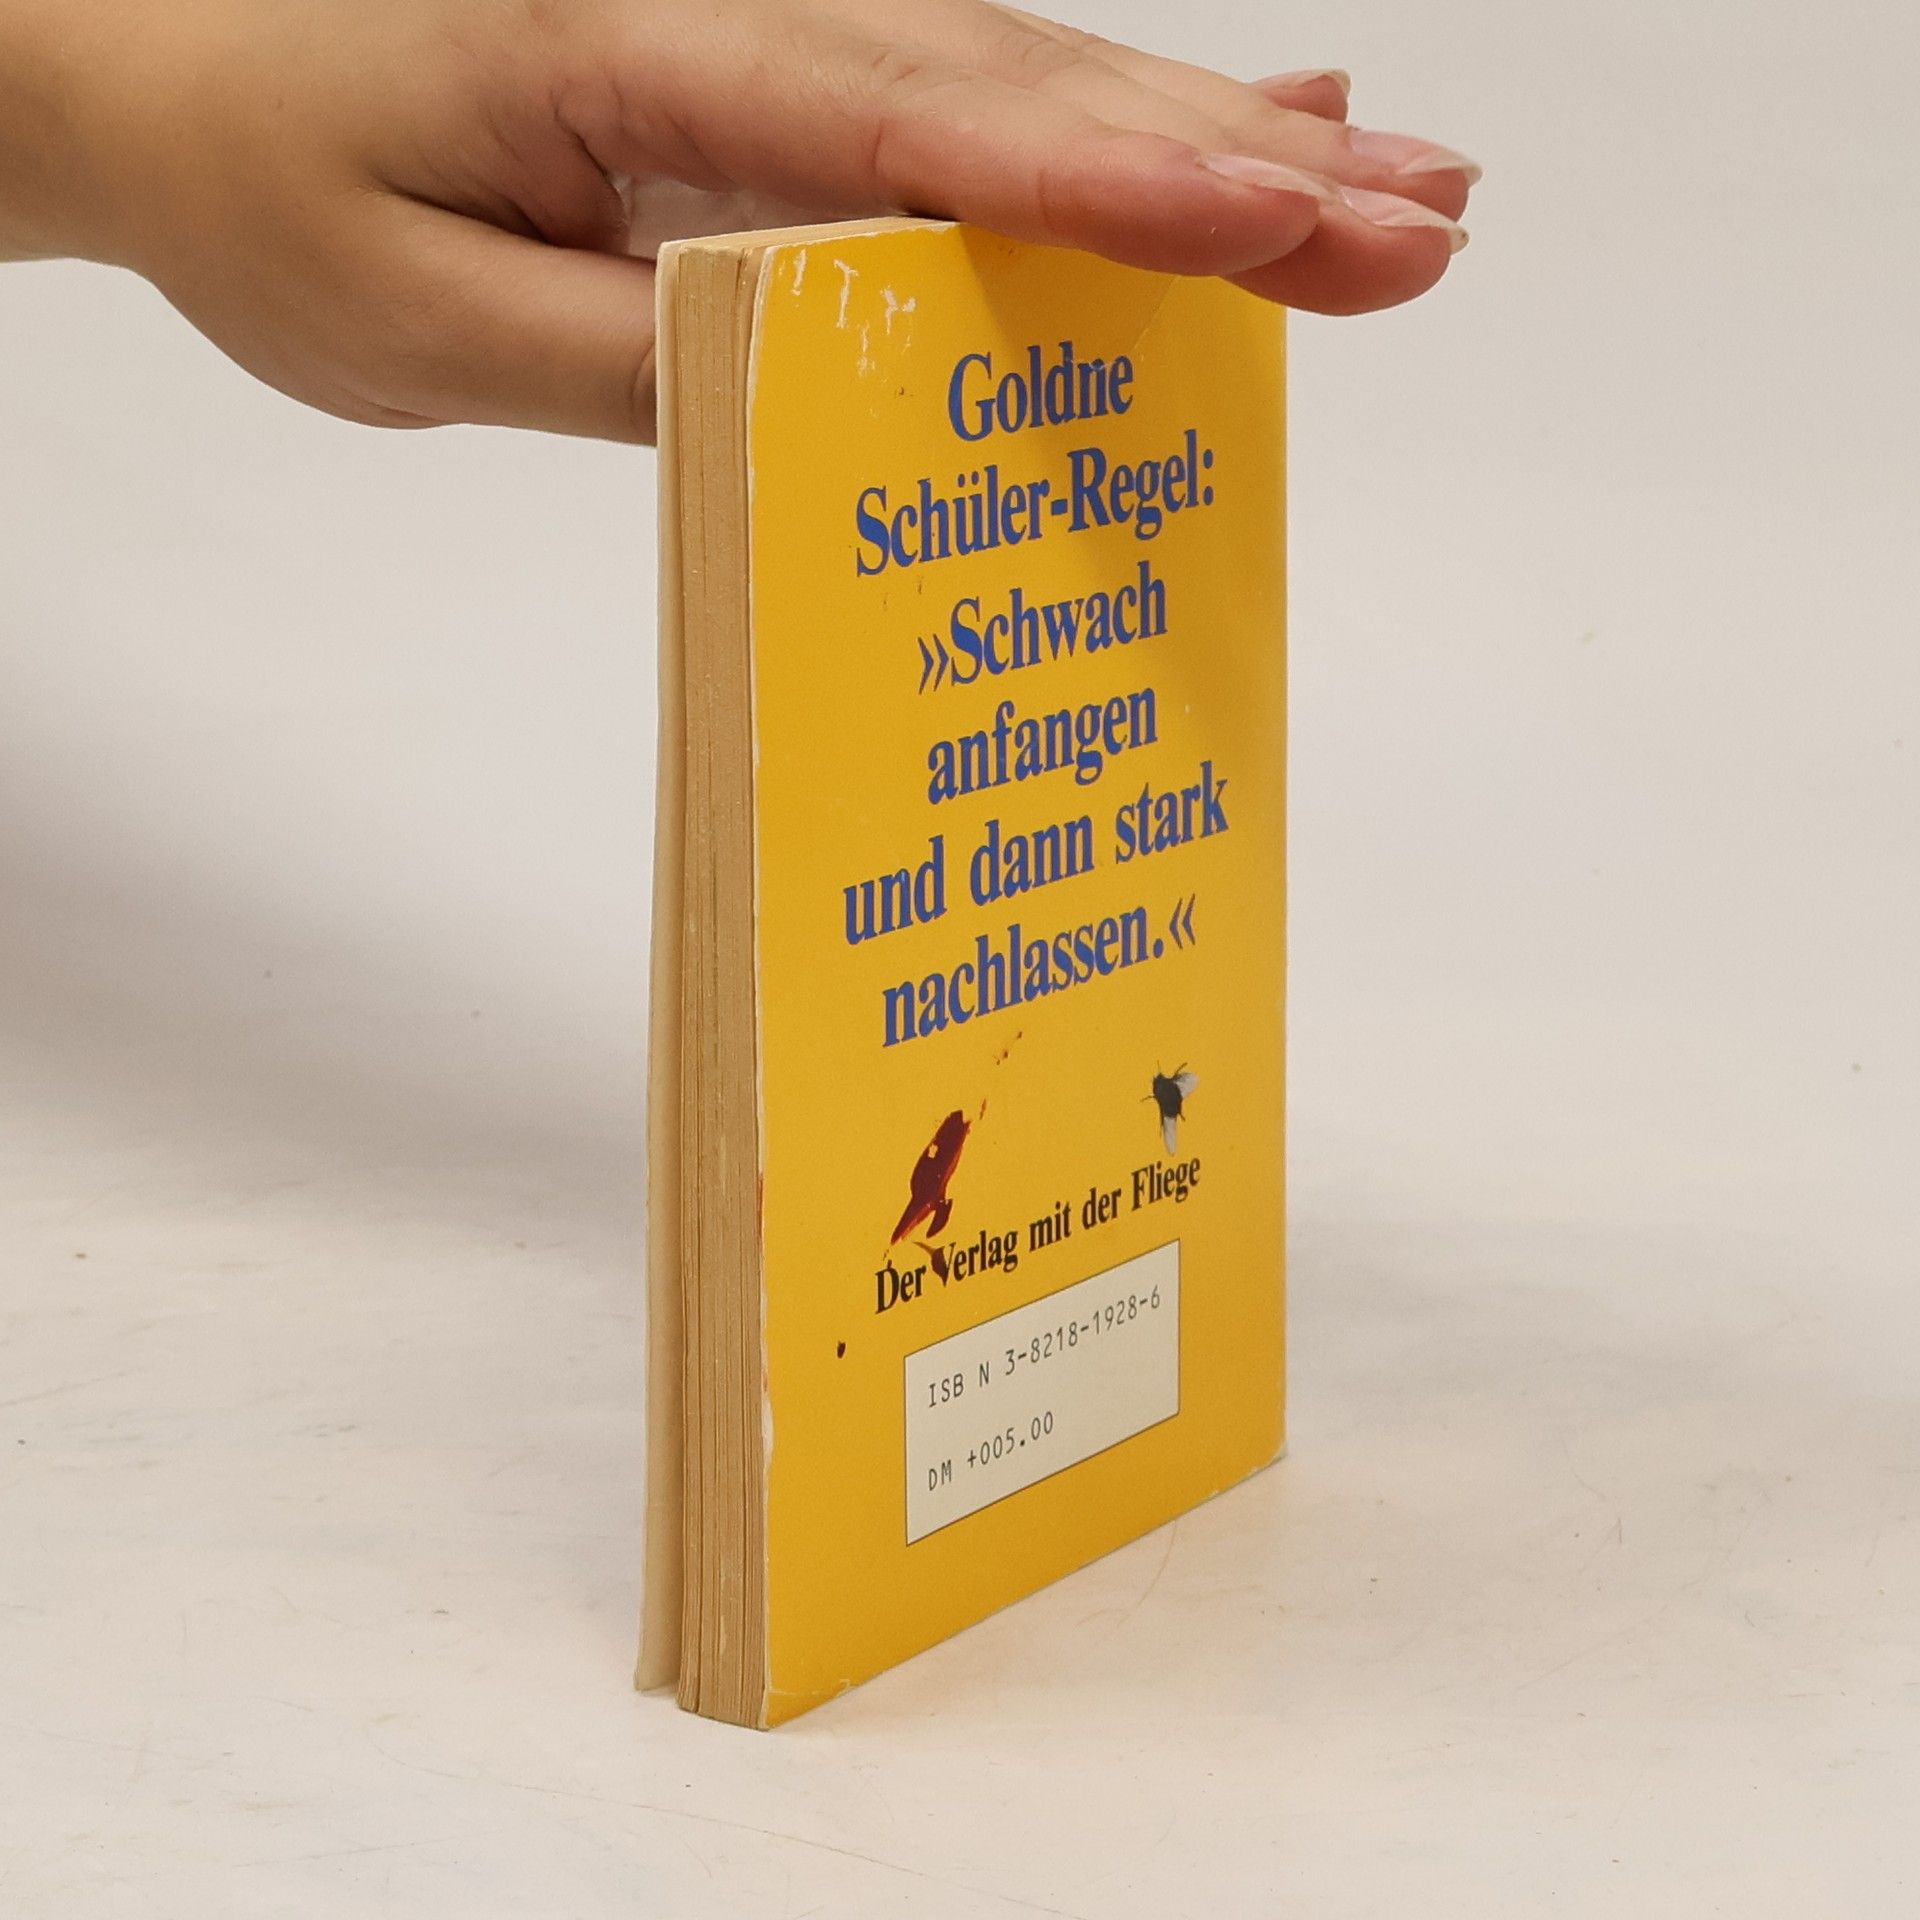 Goldne
Schüler-Regel:
»Schwach
anfangen
und dann stark
nachlassen.«
Der Verlag mit der Fliege
ISB N 3-8218-1928-6
DM +005.00